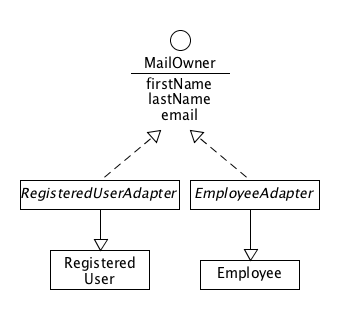 MailOwner
firstName
lastName
email
RegisteredUserAdapter
EmployeeAdapter
Registered
User
Employee